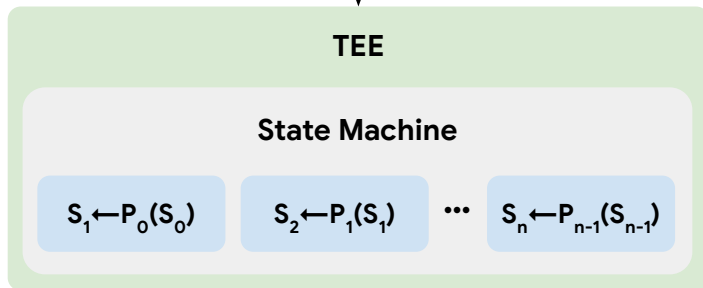 TEE
State Machine
S₁←P₀(S₀) S₂←P₁(S₁) ••• Sₙ←Pₙ₋₁(Sₙ₋₁)